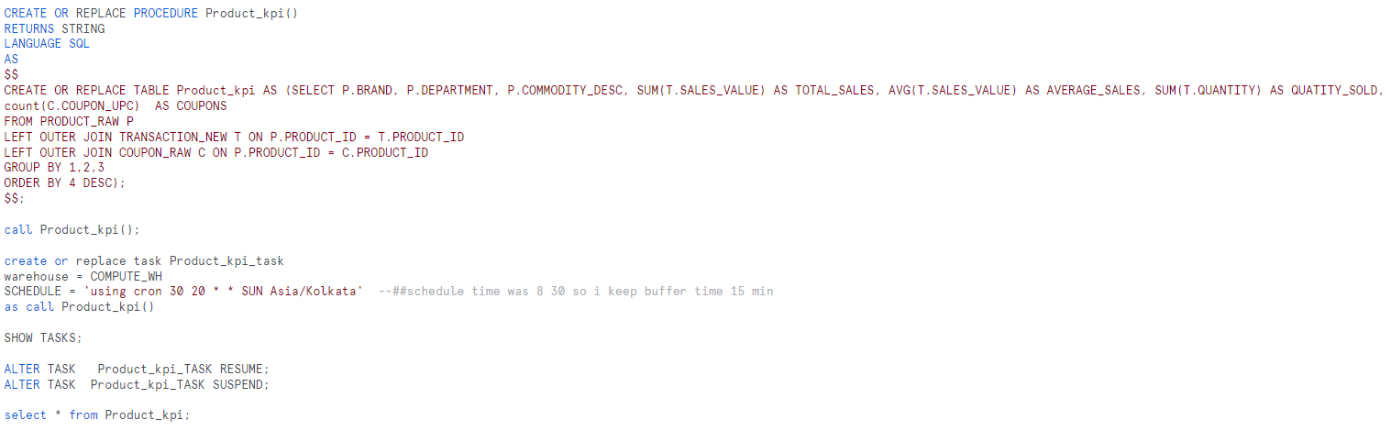 CREATE OR REPLACE PROCEDURE Product_kpi()
RETURNS STRING
LANGUAGE SQL
AS
$$
CREATE OR REPLACE TABLE Product_kpi AS (SELECT P.BRAND, P.DEPARTMENT, P.COMMODITY_DESC, SUM(T.SALES_VALUE) AS TOTAL_SALES, AVG(T.SALES_VALUE) AS AVERAGE_SALES, SUM(T.QUANTITY) AS QUATITY_SOLD,
count(C.COUPON_UPC)  AS COUPONS
FROM PRODUCT_RAW P
LEFT OUTER JOIN TRANSACTION_NEW T ON P.PRODUCT_ID = T.PRODUCT_ID
LEFT OUTER JOIN COUPON_RAW C ON P.PRODUCT_ID = C.PRODUCT_ID
GROUP BY 1,2,3
ORDER BY 4 DESC);
$$;
call Product_kpi();
create or replace task Product_kpi_task
warehouse = COMPUTE_WH
SCHEDULE = 'using cron 30 20 * * SUN Asia/Kolkata'  --##schedule time was 8 30 so i keep buffer time 15 min
as call Product_kpi()
SHOW TASKS;
ALTER TASK   Product_kpi_TASK RESUME;
ALTER TASK  Product_kpi_TASK SUSPEND;
select * from Product_kpi;